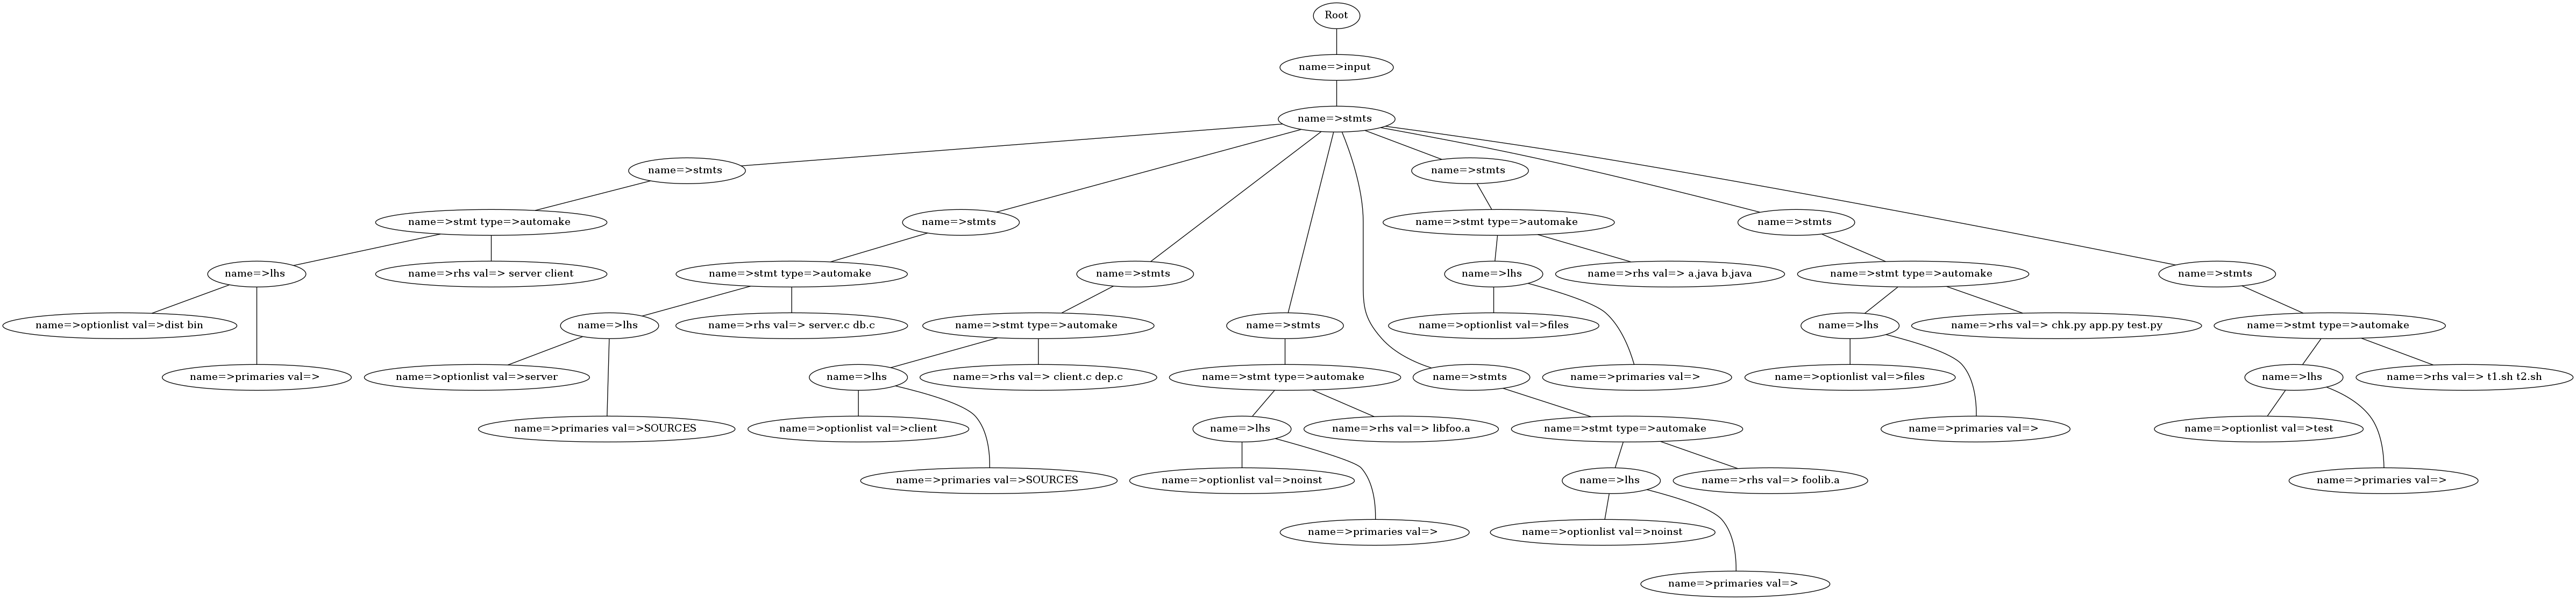 Root
name=>input
name=>stmts
name=>stmts
name=>stmts
name=>stmt type=>automake
name=>stmts
name=>stmt type=>automake
name=>stmts
name=>lhs
name=>rhs val=> server client
name=>stmt type=>automake
name=>stmts
name=>lhs
name=>rhs val=> a.java b.java
name=>stmt type=>automake
name=>stmts
name=>optionlist val=>dist bin
name=>lhs
name=>rhs val=> server.c db.c
name=>stmt type=>automake
name=>stmts
name=>optionlist val=>files
name=>lhs
name=>rhs val=> chk.py app.py test.py
name=>stmt type=>automake
name=>primaries val=>
name=>optionlist val=>server
name=>lhs
name=>rhs val=> client.c dep.c
name=>stmt type=>automake
name=>stmts
name=>primaries val=>
name=>optionlist val=>files
name=>lhs
name=>rhs val=> t1.sh t2.sh
name=>primaries val=>SOURCES
name=>optionlist val=>client
name=>lhs
name=>rhs val=> libfoo.a
name=>stmt type=>automake
name=>primaries val=>
name=>optionlist val=>test
name=>primaries val=>SOURCES
name=>optionlist val=>noinst
name=>lhs
name=>rhs val=> foolib.a
name=>primaries val=>
name=>primaries val=>
name=>optionlist val=>noinst
name=>primaries val=>